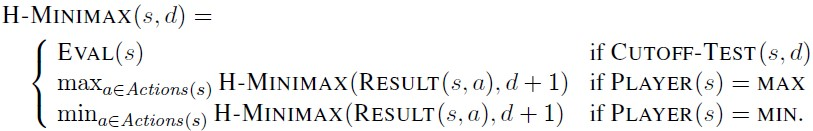 H-MINIMAX(s, d) =
EVAL(s) if CUTOFF-TEST(s, d)
max_{a∈Actions(s)} H-MINIMAX(RESULT(s, a), d + 1) if PLAYER(s) = MAX
min_{a∈Actions(s)} H-MINIMAX(RESULT(s, a), d + 1) if PLAYER(s) = MIN.